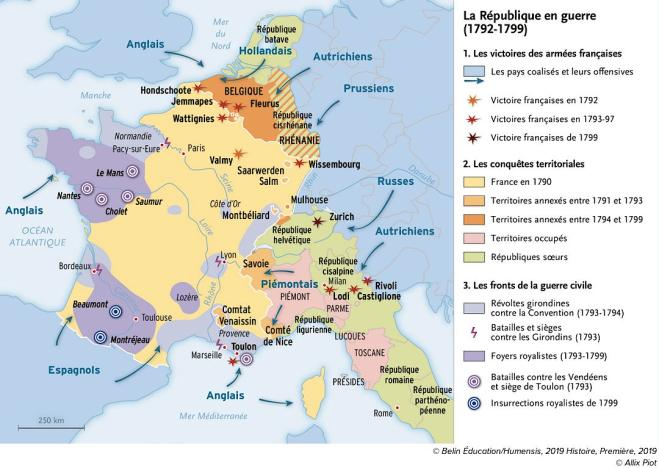 Mer
du
Nord
République
batave
Anglais
Hollandais
Autrichiens
Prussiens
Hondschoote
BELGIQUE
Jemmapes
Fleurus
Wattignies
République
cisrhénane
RHÉNANIE
Manche
Normandie
Pacy-sur-Eure
Paris
Valmy
Wissembourg
Saarwerden
Salm
Rhin
Danube
Le Mans
Nantes
Saumur
Cholet
Anglais
Seine
Côte d'Or
Montbéliard
Mulhouse
Zurich
Russes
République
helvétique
Autrichiens
OCÉAN
ATLANTIQUE
Loire
Lyon
Savoie
République
cisalpine
Milan
Rivoli
Lodi
Castiglione
Piémontais
PIÉMONT
PARME
Bordeaux
Lozère
Rhône
Beaumont
Toulouse
Montréjeau
Comtat
Venaissin
Provence
Comté
de Nice
République
ligurienne
LUCQUES
TOSCANE
Marseille
Toulon
Espagnols
Anglais
PRÉSIDES
République
romaine
République
parthéno-
péenne
Rome
Mer Méditerranée
250 km
La République en guerre
(1792-1799)
1. Les victoires des armées françaises
Les pays coalisés et leurs offensives
Victoire françaises en 1792
Victoire françaises en 1793-97
Victoire françaises de 1799
2. Les conquêtes territoriales
France en 1790
Territoires annexés entre 1791 et 1793
Territoires annexés entre 1794 et 1799
Territoires occupés
Républiques sœurs
3. Les fronts de la guerre civile
Révoltes girondines
contre la Convention (1793-1794)
Batailles et sièges
contre les Girondins (1793)
Foyers royalistes (1793-1799)
Batailles contre les Vendéens
et siège de Toulon (1793)
Insurrections royalistes de 1799
© Belin Éducation/Humensis, 2019 Histoire, Première, 2019
© Allix Piot